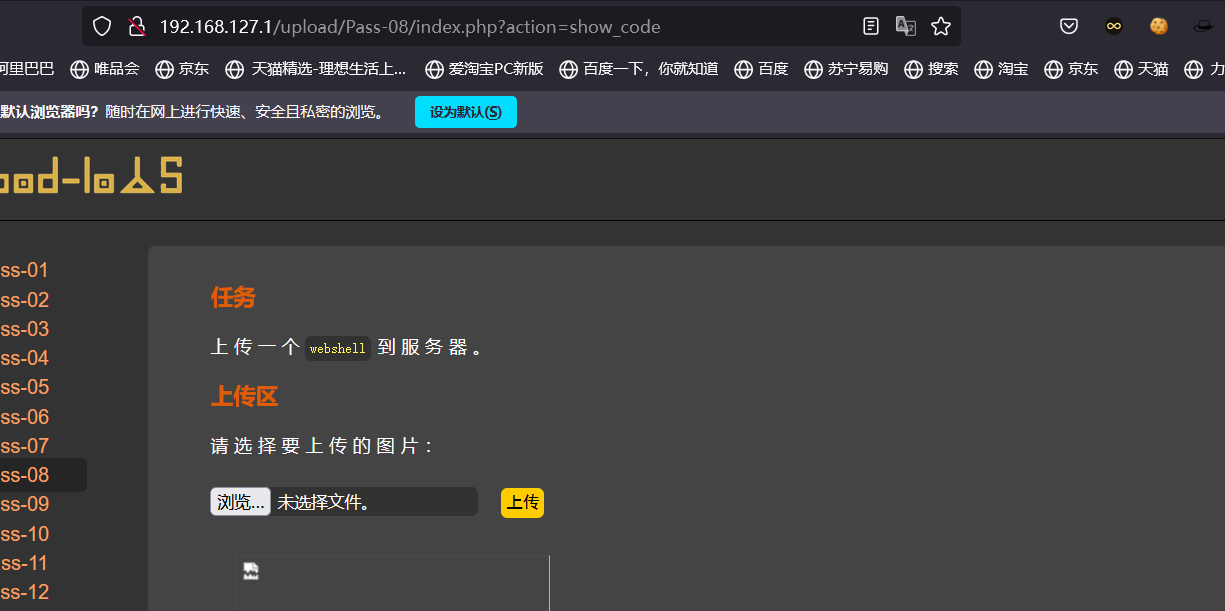 192.168.127.1/upload/Pass-08/index.php?action=show_code
阿里巴巴 唯品会 京东 天猫精选-理想生活上... 爱淘宝PC新版 百度一下，你就知道 百度 苏宁易购 搜索 淘宝 京东 天猫 力
默认浏览器吗？ 随时在网上进行快速、安全且私密的浏览。 设为默认(S)
oad-labs
ss-01
ss-02
ss-03
ss-04
ss-05
ss-06
ss-07
ss-08
ss-09
ss-10
ss-11
ss-12
任务
上传一个 webshell 到服务器。
上传区
请选择要上传的图片：
浏览... 未选择文件。 上传